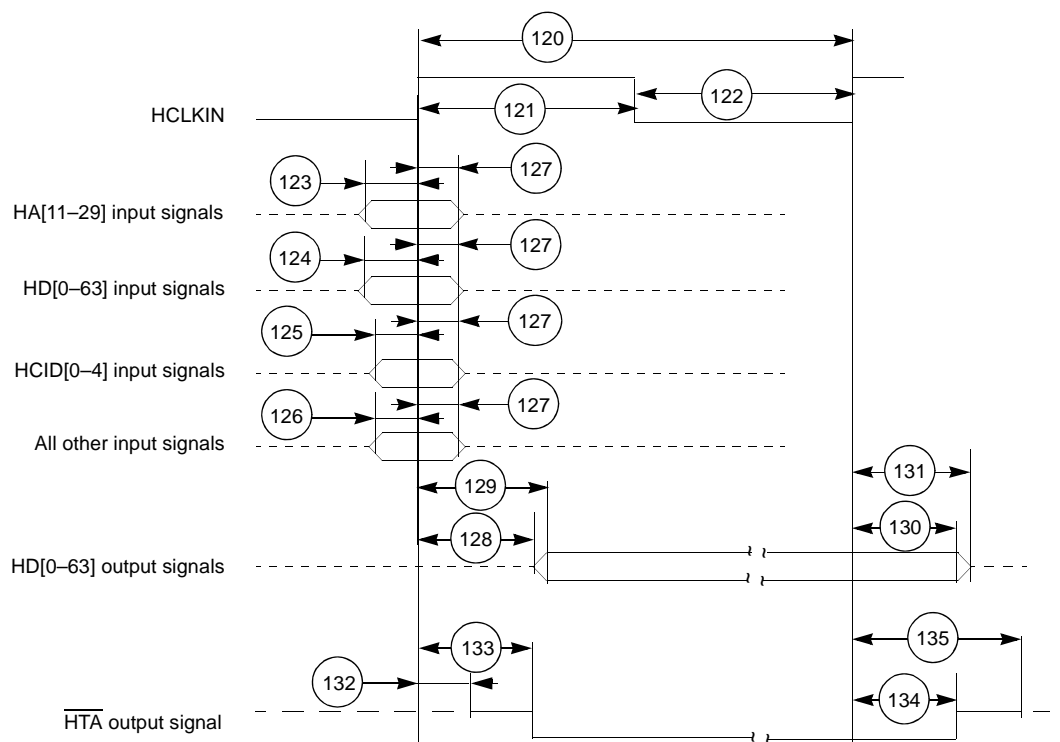 120
HCLKIN
121
122
123
127
HA[11–29] input signals
124
127
HD[0–63] input signals
125
127
HCID[0–4] input signals
126
127
All other input signals
129
131
128
130
HD[0–63] output signals
133
135
132
134
HTA output signal